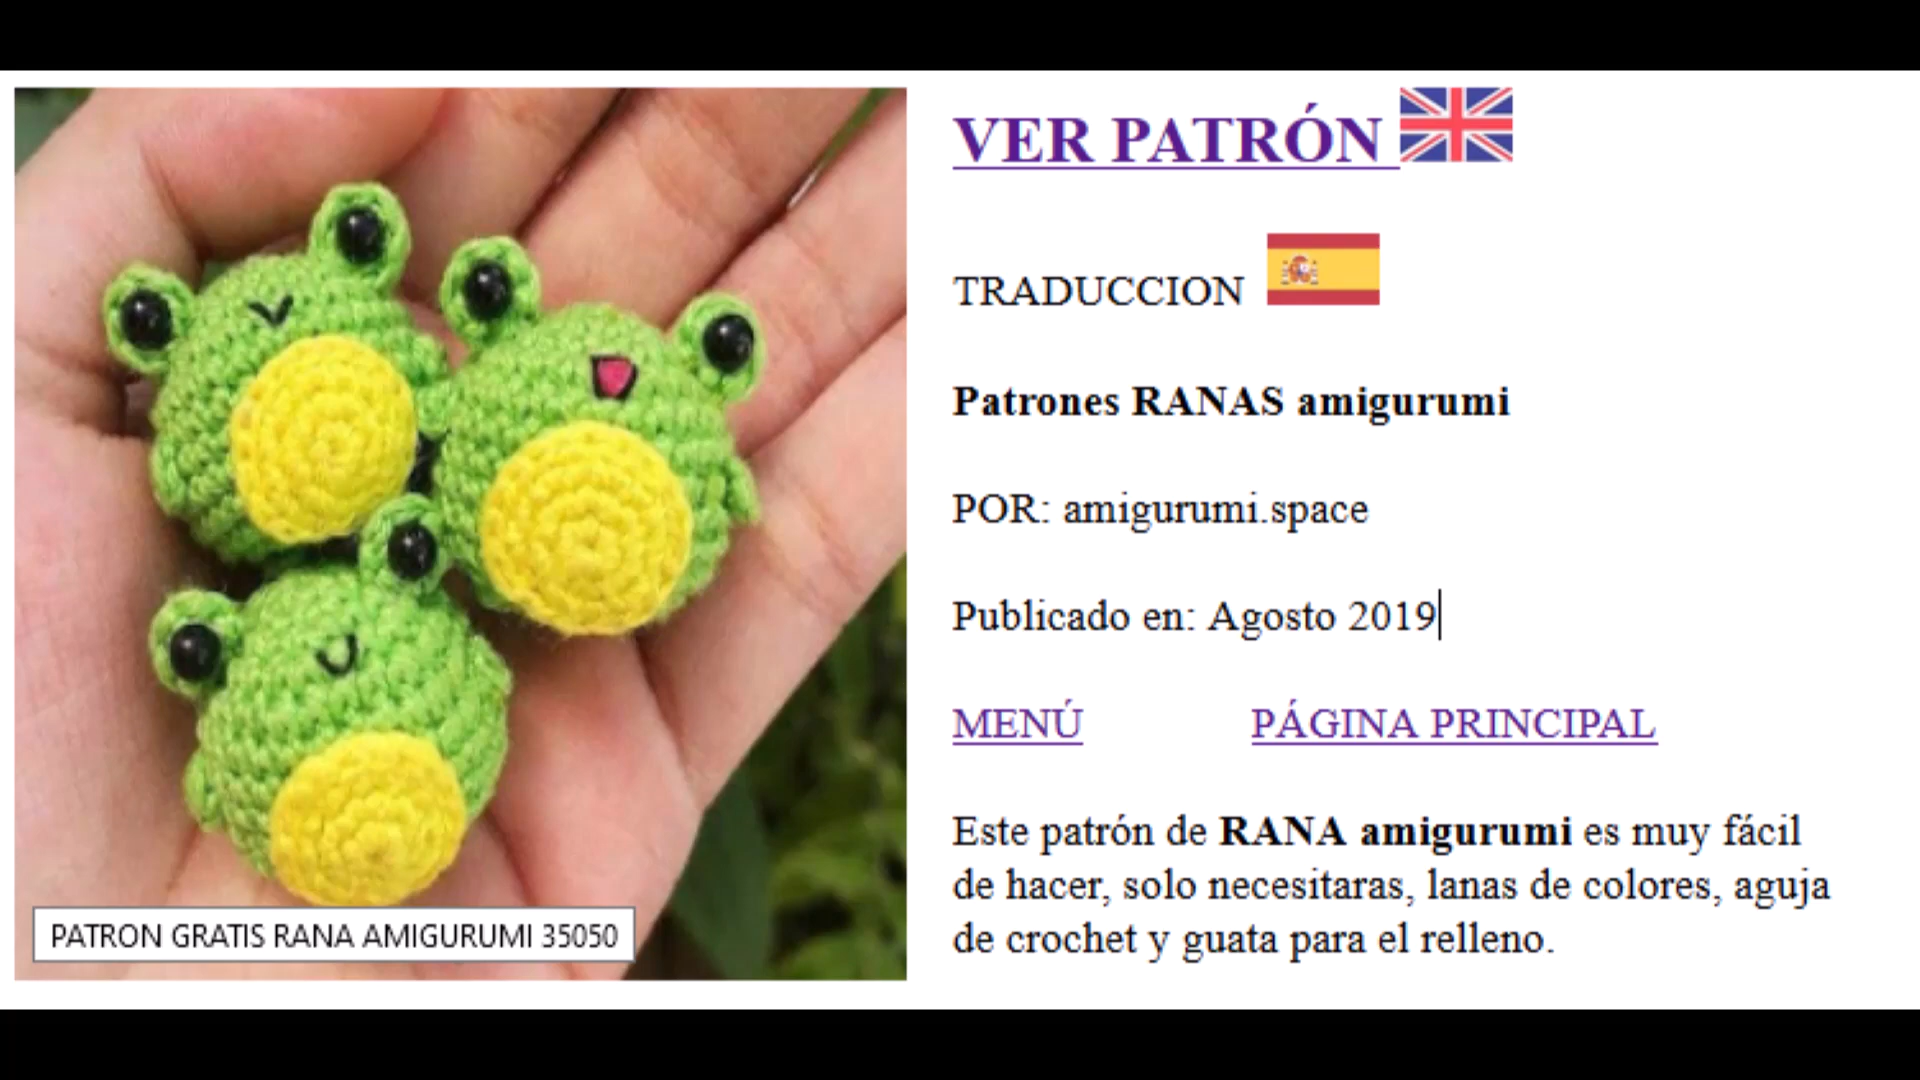 VER PATRÓN
TRADUCCION
Patrones RANAS amigurumi
POR: amigurumi.space
Publicado en: Agosto 2019
MENÚ PÁGINA PRINCIPAL
Este patrón de RANA amigurumi es muy fácil
de hacer, solo necesitaras, lanas de colores, aguja
de crochet y guata para el relleno.
PATRON GRATIS RANA AMIGURUMI 35050